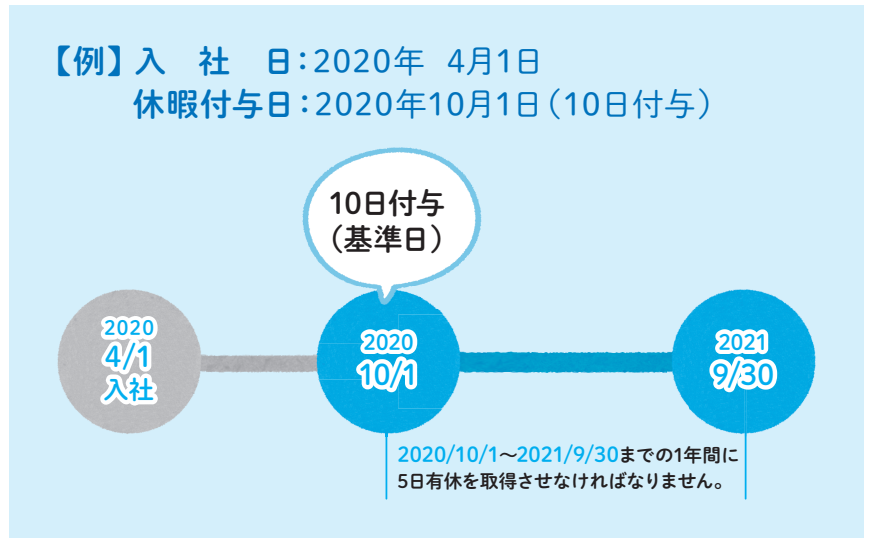 【例】入　社　日：2020年 4月1日
休暇付与日：2020年10月1日（10日付与）
10日付与
（基準日）
2020
4/1
入社
2020
10/1
2021
9/30
2020/10/1〜2021/9/30までの1年間に
5日有休を取得させなければなりません。